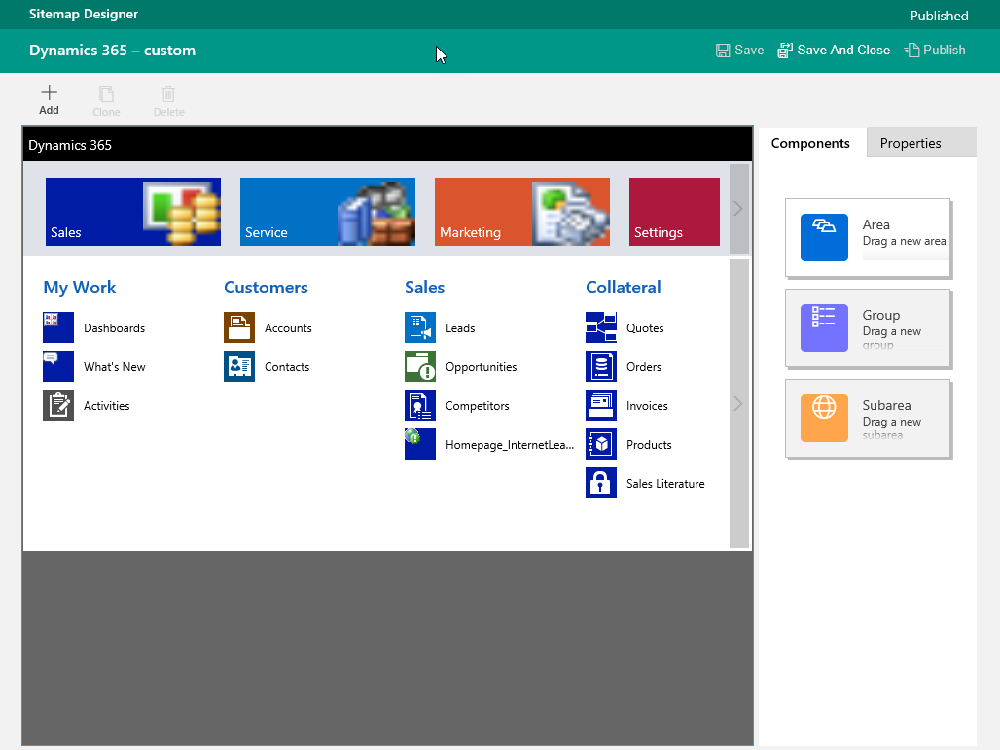 Sitemap Designer
Published
Dynamics 365 – custom
Save
Save And Close
Publish
Add
Clone
Delete
Dynamics 365
Components
Properties
Sales
Service
Marketing
Settings
My Work
Customers
Sales
Collateral
Dashboards
Accounts
Leads
Quotes
What's New
Contacts
Opportunities
Orders
Activities
Competitors
Invoices
Homepage_InternetLea...
Products
Sales Literature
Area
Drag a new area
Group
Drag a new
group
Subarea
Drag a new
subarea